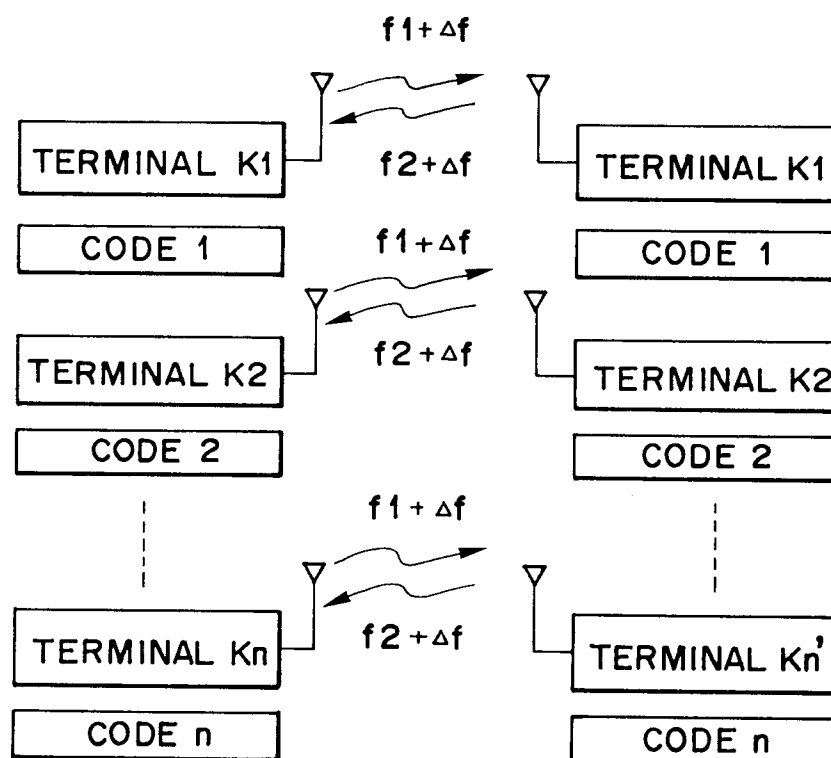 f1+Δf
TERMINAL K1
TERMINAL K1
f2+Δf
CODE 1
f1+Δf
CODE 1
TERMINAL K2
f2+Δf
TERMINAL K2
CODE 2
CODE 2
f1+Δf
TERMINAL Kn
f2+Δf
TERMINAL Kn'
CODE n
CODE n